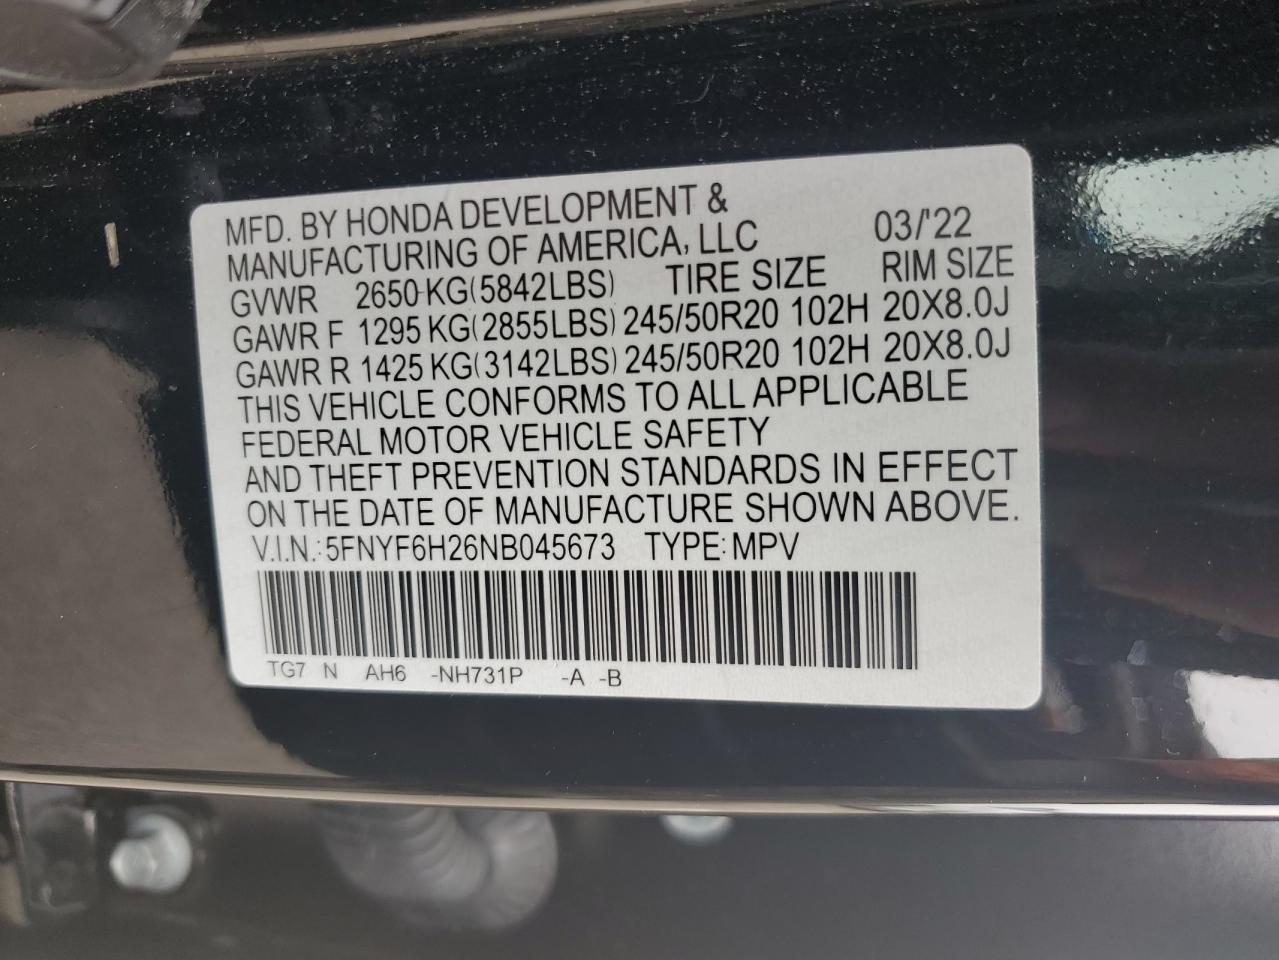 MFD. BY HONDA DEVELOPMENT &
MANUFACTURING OF AMERICA, LLC 03/'22
GVWR 2650 KG(5842LBS) TIRE SIZE RIM SIZE
GAWR F 1295 KG(2855LBS) 245/50R20 102H 20X8.0J
GAWR R 1425 KG(3142LBS) 245/50R20 102H 20X8.0J
THIS VEHICLE CONFORMS TO ALL APPLICABLE
FEDERAL MOTOR VEHICLE SAFETY
AND THEFT PREVENTION STANDARDS IN EFFECT
ON THE DATE OF MANUFACTURE SHOWN ABOVE.
V.I.N.:5FNYF6H26NB045673 TYPE:MPV
TG7 N AH6 -NH731P -A -B